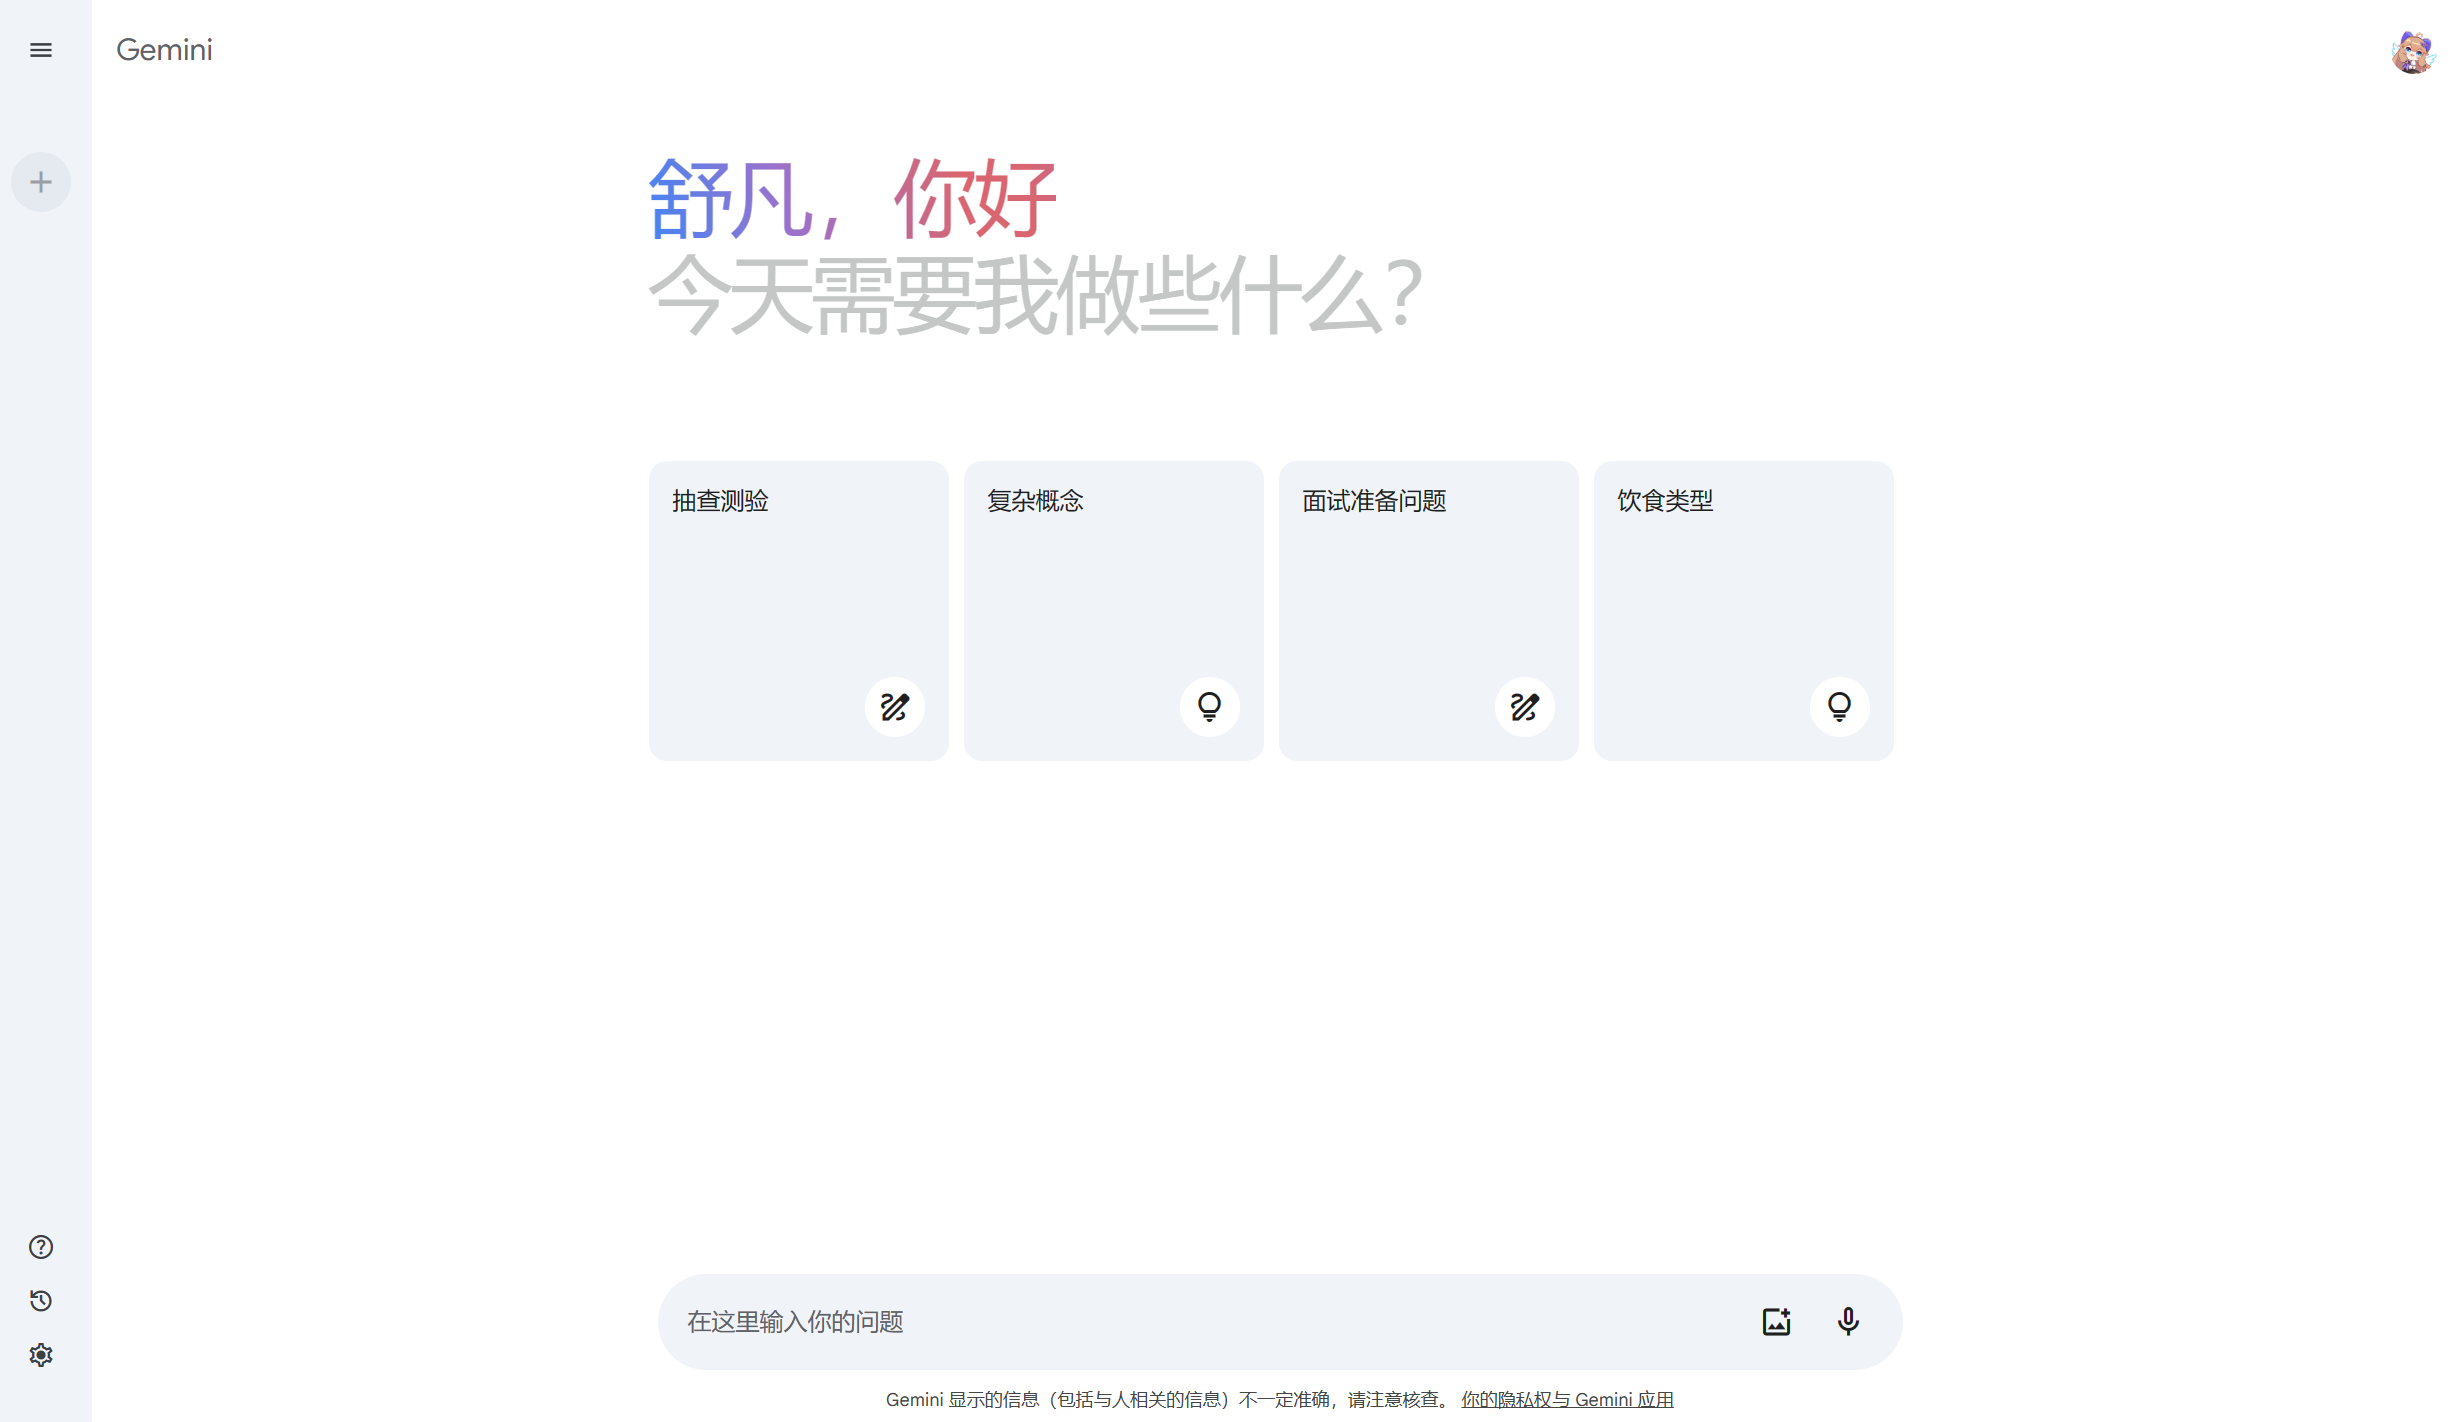 Gemini
舒凡，你好
今天需要我做些什么？
抽查测验
复杂概念
面试准备问题
饮食类型
在这里输入你的问题
Gemini 显示的信息（包括与人相关的信息）不一定准确，请注意核查。 你的隐私权与 Gemini 应用